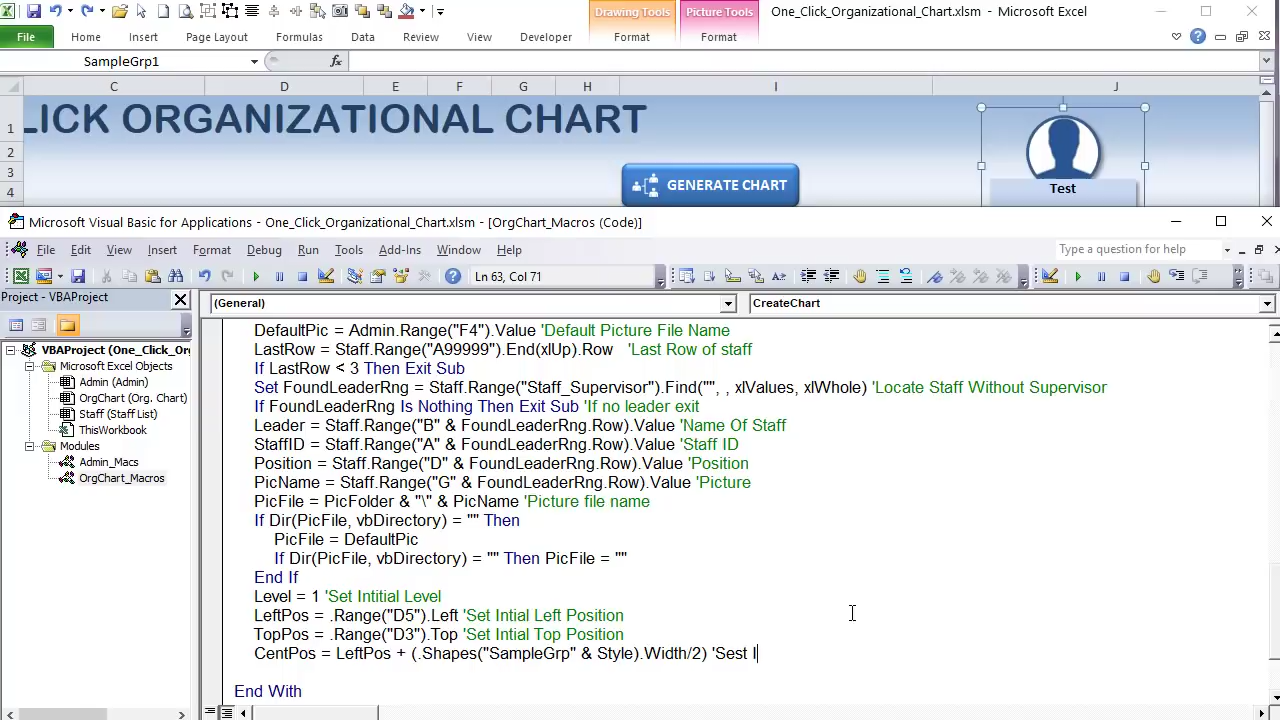 Drawing Tools
Picture Tools
One_Click_Organizational_Chart.xlsm - Microsoft Excel
File Home Insert Page Layout Formulas Data Review View Developer Format Format
SampleGrp1 fx
C D E F G H I J
1
2
3
4
LICK ORGANIZATIONAL CHART
GENERATE CHART
Test
Microsoft Visual Basic for Applications - One_Click_Organizational_Chart.xlsm - [OrgChart_Macros (Code)]
File Edit View Insert Format Debug Run Tools Add-Ins Window Help Type a question for help
Ln 63, Col 71
Project - VBAProject
(General) CreateChart
VBAProject (One_Click_Or
Microsoft Excel Objects
Admin (Admin)
OrgChart (Org. Chart)
Staff (Staff List)
ThisWorkbook
Modules
Admin_Macs
OrgChart_Macros
DefaultPic = Admin.Range("F4").Value 'Default Picture File Name
LastRow = Staff.Range("A99999").End(xlUp).Row 'Last Row of staff
If LastRow < 3 Then Exit Sub
Set FoundLeaderRng = Staff.Range("Staff_Supervisor").Find("", , xlValues, xlWhole) 'Locate Staff Without Supervisor
If FoundLeaderRng Is Nothing Then Exit Sub 'If no leader exit
Leader = Staff.Range("B" & FoundLeaderRng.Row).Value 'Name Of Staff
StaffID = Staff.Range("A" & FoundLeaderRng.Row).Value 'Staff ID
Position = Staff.Range("D" & FoundLeaderRng.Row).Value 'Position
PicName = Staff.Range("G" & FoundLeaderRng.Row).Value 'Picture
PicFile = PicFolder & "\" & PicName 'Picture file name
If Dir(PicFile, vbDirectory) = "" Then
PicFile = DefaultPic
If Dir(PicFile, vbDirectory) = "" Then PicFile = ""
End If
Level = 1 'Set Intitial Level
LeftPos = .Range("D5").Left 'Set Intial Left Position
TopPos = .Range("D3").Top 'Set Intial Top Position
CentPos = LeftPos + (.Shapes("SampleGrp" & Style).Width/2) 'Sest I
End With